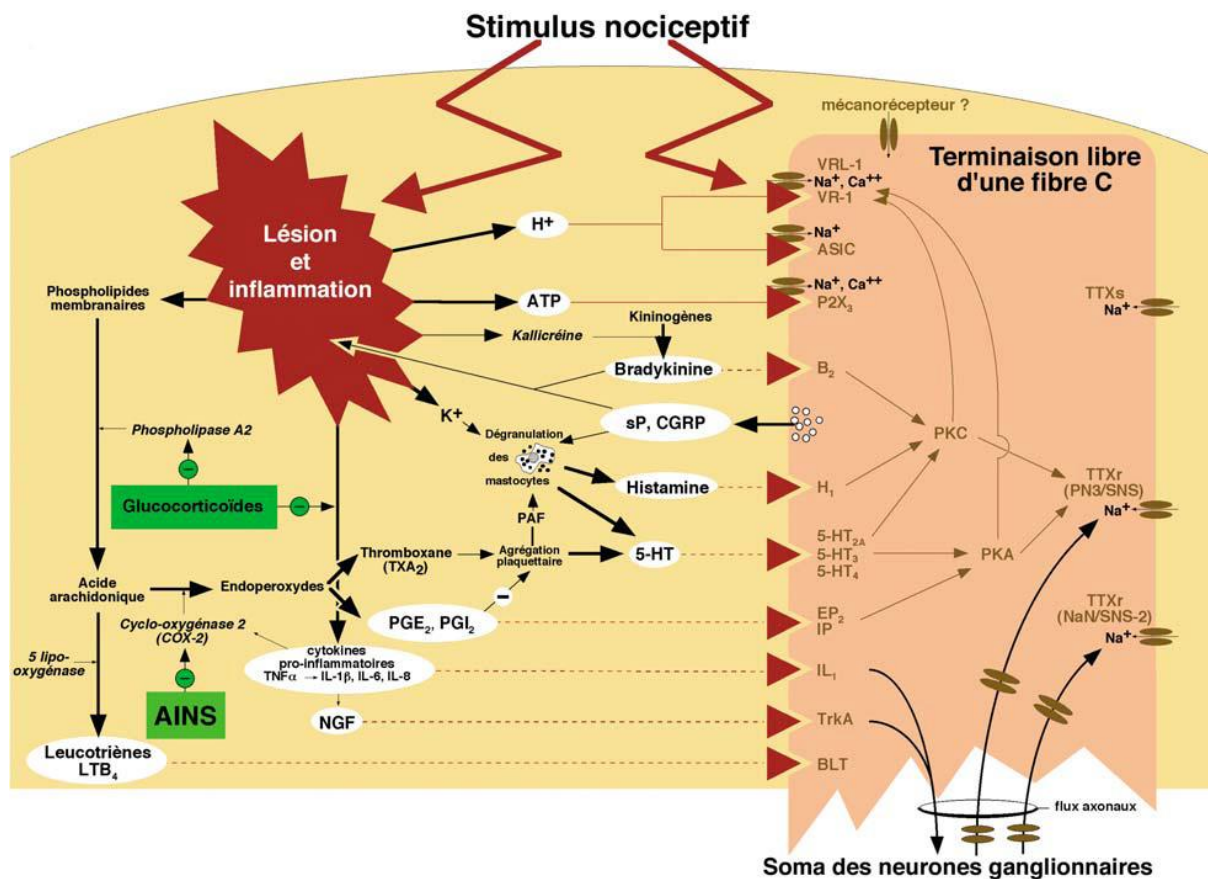 Stimulus nociceptif
mécanorécepteur ?
Terminaison libre
d'une fibre C
VRL-1
Na+, Ca++
VR-1
Lésion
et
inflammation
H+
Na+
ASIC
Na+, Ca++
P2X3
ATP
TTXs
Na+
Phospholipides
membranaires
Kininogènes
Kallicréine
Bradykinine
B2
K+
sP, CGRP
Dégranulation
des
mastocytes
PKC
Phospholipase A2
−
Glucocorticoïdes
−
Histamine
H1
TTXr
(PN3/SNS)
Na+
PAF
5-HT2A
5-HT3
5-HT4
PKA
Thromboxane
(TXA2)
Agrégation
plaquettaire
5-HT
Acide
arachidonique
Endoperoxydes
−
PGE2, PGI2
EP2
IP
TTXr
(NaN/SNS-2)
Na+
Cyclo-oxygénase 2
(COX-2)
5 lipo-
oxygénase
cytokines
pro-inflammatoires
TNFα → IL-1β, IL-6, IL-8
IL1
−
AINS
NGF
TrkA
Leucotriènes
LTB4
BLT
flux axonaux
Soma des neurones ganglionnaires